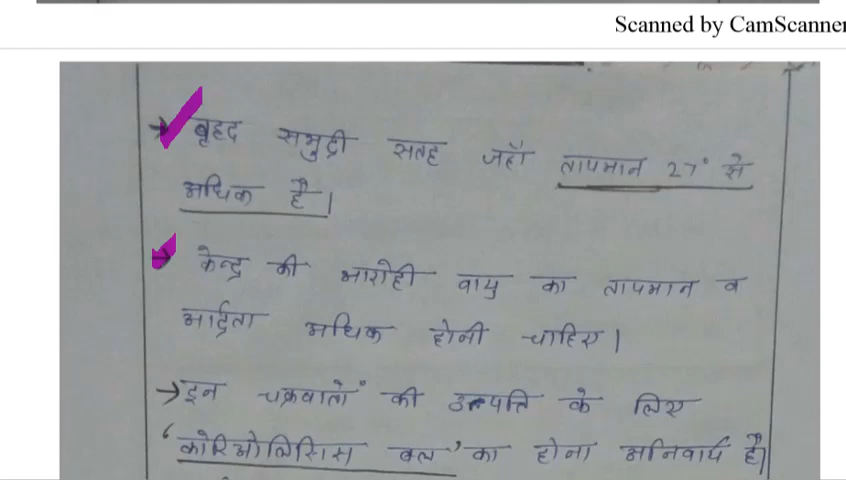 Scanned by CamScanner
→ बृहद समुद्री सतह जहाँ तापमान 27° से
अधिक है।
→ केन्द्र की आरोही वायु का तापमान व
आर्द्रता अधिक होनी चाहिए।
→ इन चक्रवातों की उत्पत्ति के लिए
'कोरिओलिसिस बल' का होना अनिवार्य है।